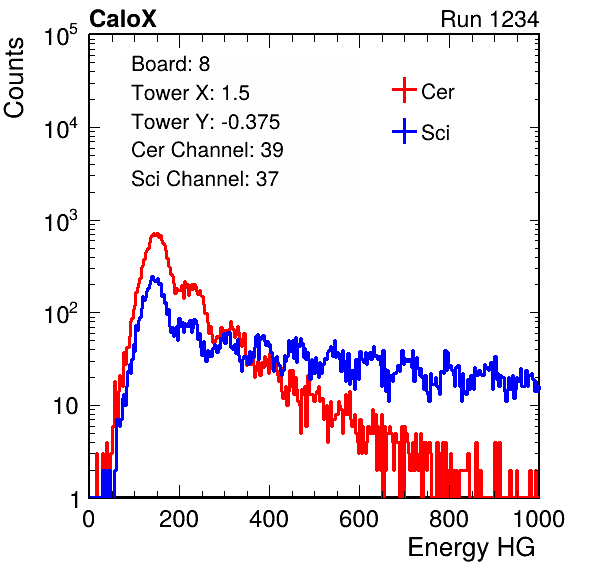 CaloX Run 1234
Counts
Board: 8
Tower X: 1.5
Tower Y: -0.375
Cer Channel: 39
Sci Channel: 37
Cer
Sci
10^5
10^4
10^3
10^2
10
1
0 200 400 600 800 1000
Energy HG